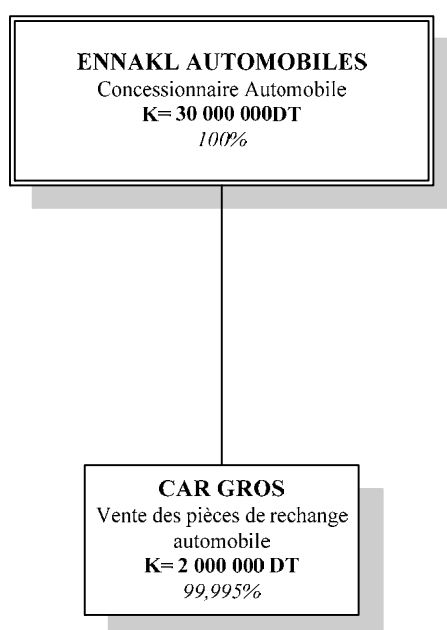 ENNAKL AUTOMOBILES
Concessionnaire Automobile
K= 30 000 000DT
100%
CAR GROS
Vente des pièces de rechange
automobile
K= 2 000 000 DT
99,995%